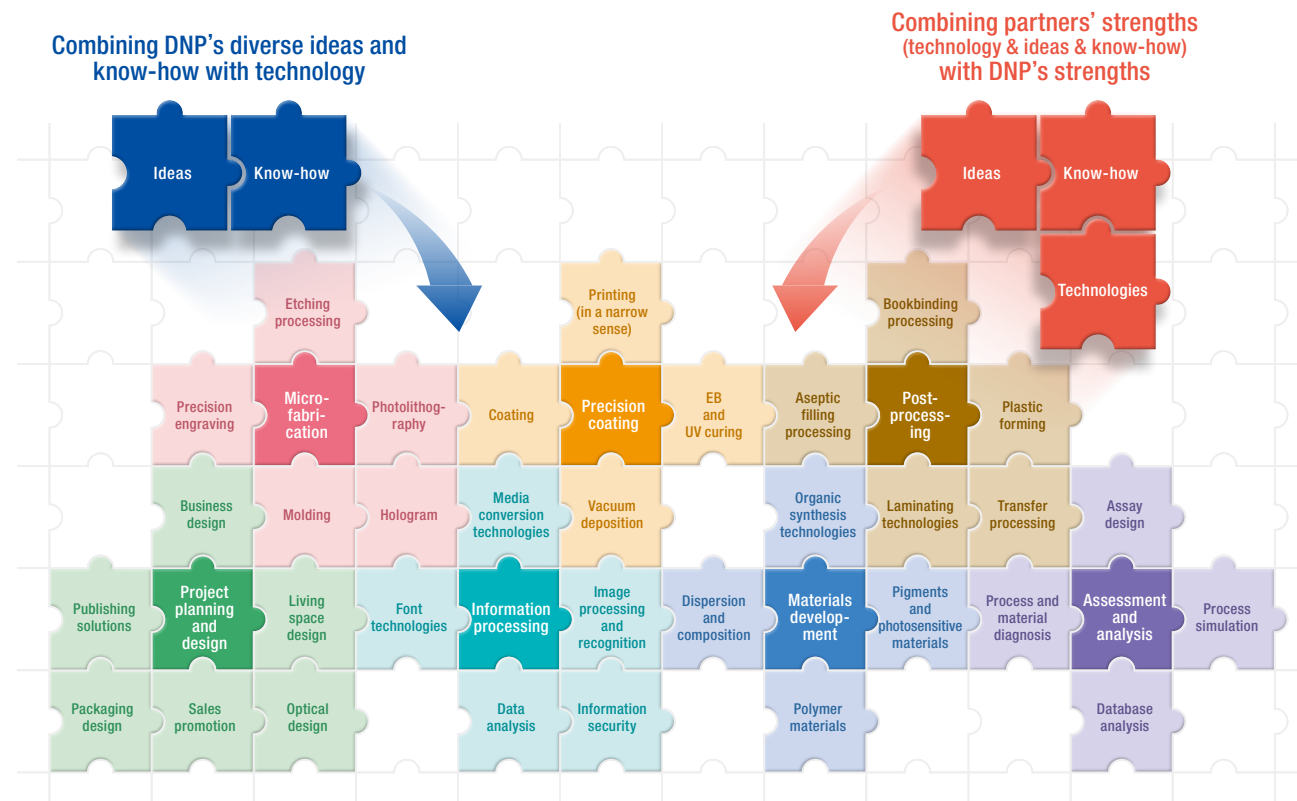 Combining DNP’s diverse ideas and
know-how with technology
Combining partners’ strengths
(technology & ideas & know-how)
with DNP’s strengths
Ideas
Know-how
Ideas
Know-how
Technologies
Etching
processing
Printing
(in a narrow
sense)
Bookbinding
processing
Precision
engraving
Micro-
fabri-
cation
Photolithog-
raphy
Coating
Precision
coating
EB
and
UV curing
Aseptic
filling
processing
Post-
process-
ing
Plastic
forming
Business
design
Molding
Hologram
Media
conversion
technologies
Vacuum
deposition
Organic
synthesis
technologies
Laminating
technologies
Transfer
processing
Assay
design
Publishing
solutions
Project
planning
and
design
Living
space
design
Font
technologies
Information
processing
Image
processing
and
recognition
Dispersion
and
composition
Materials
develop-
ment
Pigments
and
photosensitive
materials
Process and
material
diagnosis
Assessment
and
analysis
Process
simulation
Packaging
design
Sales
promotion
Optical
design
Data
analysis
Information
security
Polymer
materials
Database
analysis